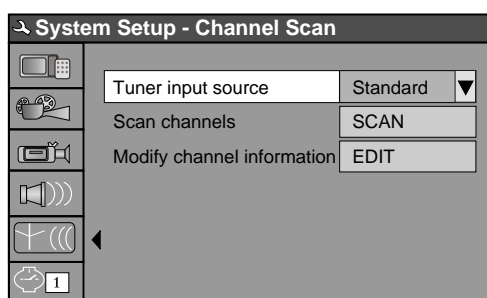 System Setup - Channel Scan
Tuner input source Standard
Scan channels SCAN
Modify channel information EDIT
1